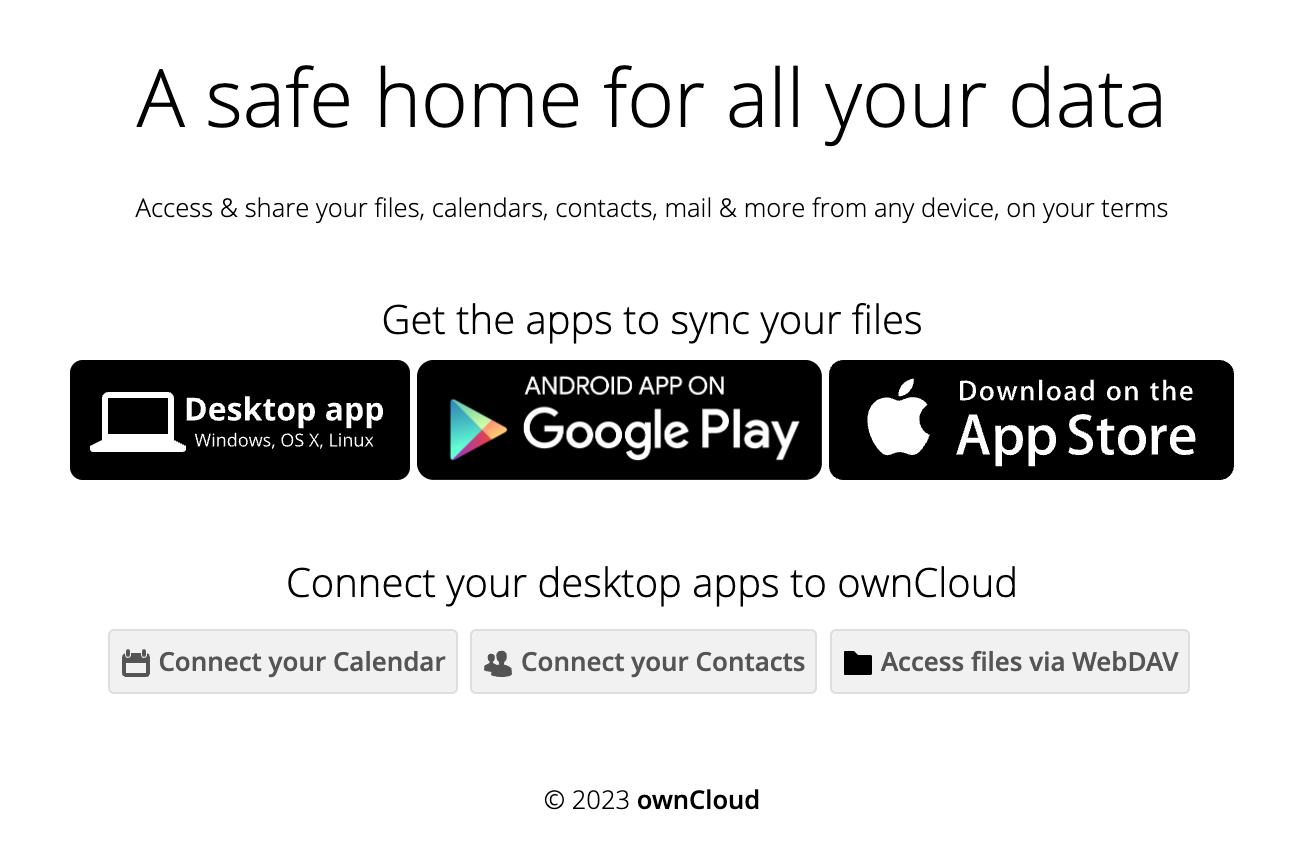 A safe home for all your data
Access & share your files, calendars, contacts, mail & more from any device, on your terms
Get the apps to sync your files
Desktop app
Windows, OS X, Linux
ANDROID APP ON
Google Play
Download on the
App Store
Connect your desktop apps to ownCloud
Connect your Calendar
Connect your Contacts
Access files via WebDAV
© 2023 ownCloud